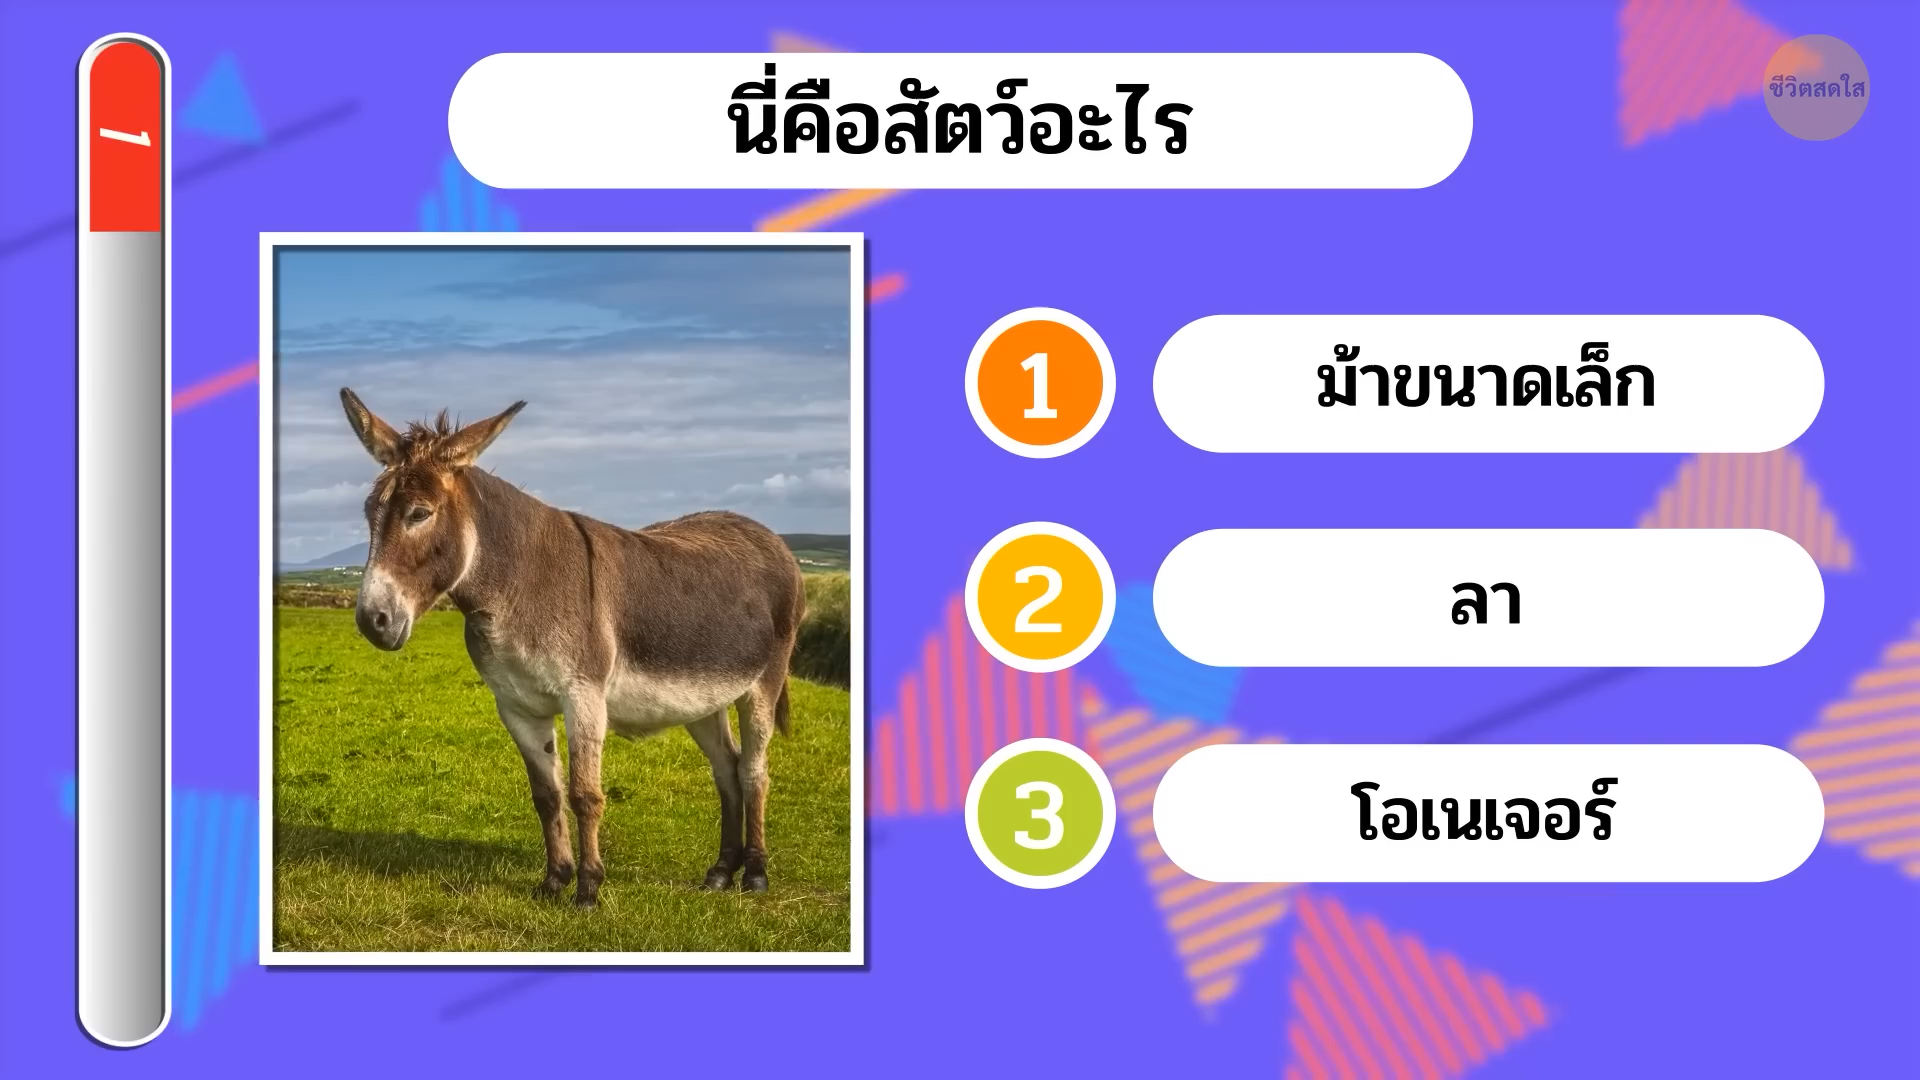 นี่คือสัตว์อะไร
ชีวิตสดใส
1
1
ม้าขนาดเล็ก
2
ลา
3
โอเนเจอร์